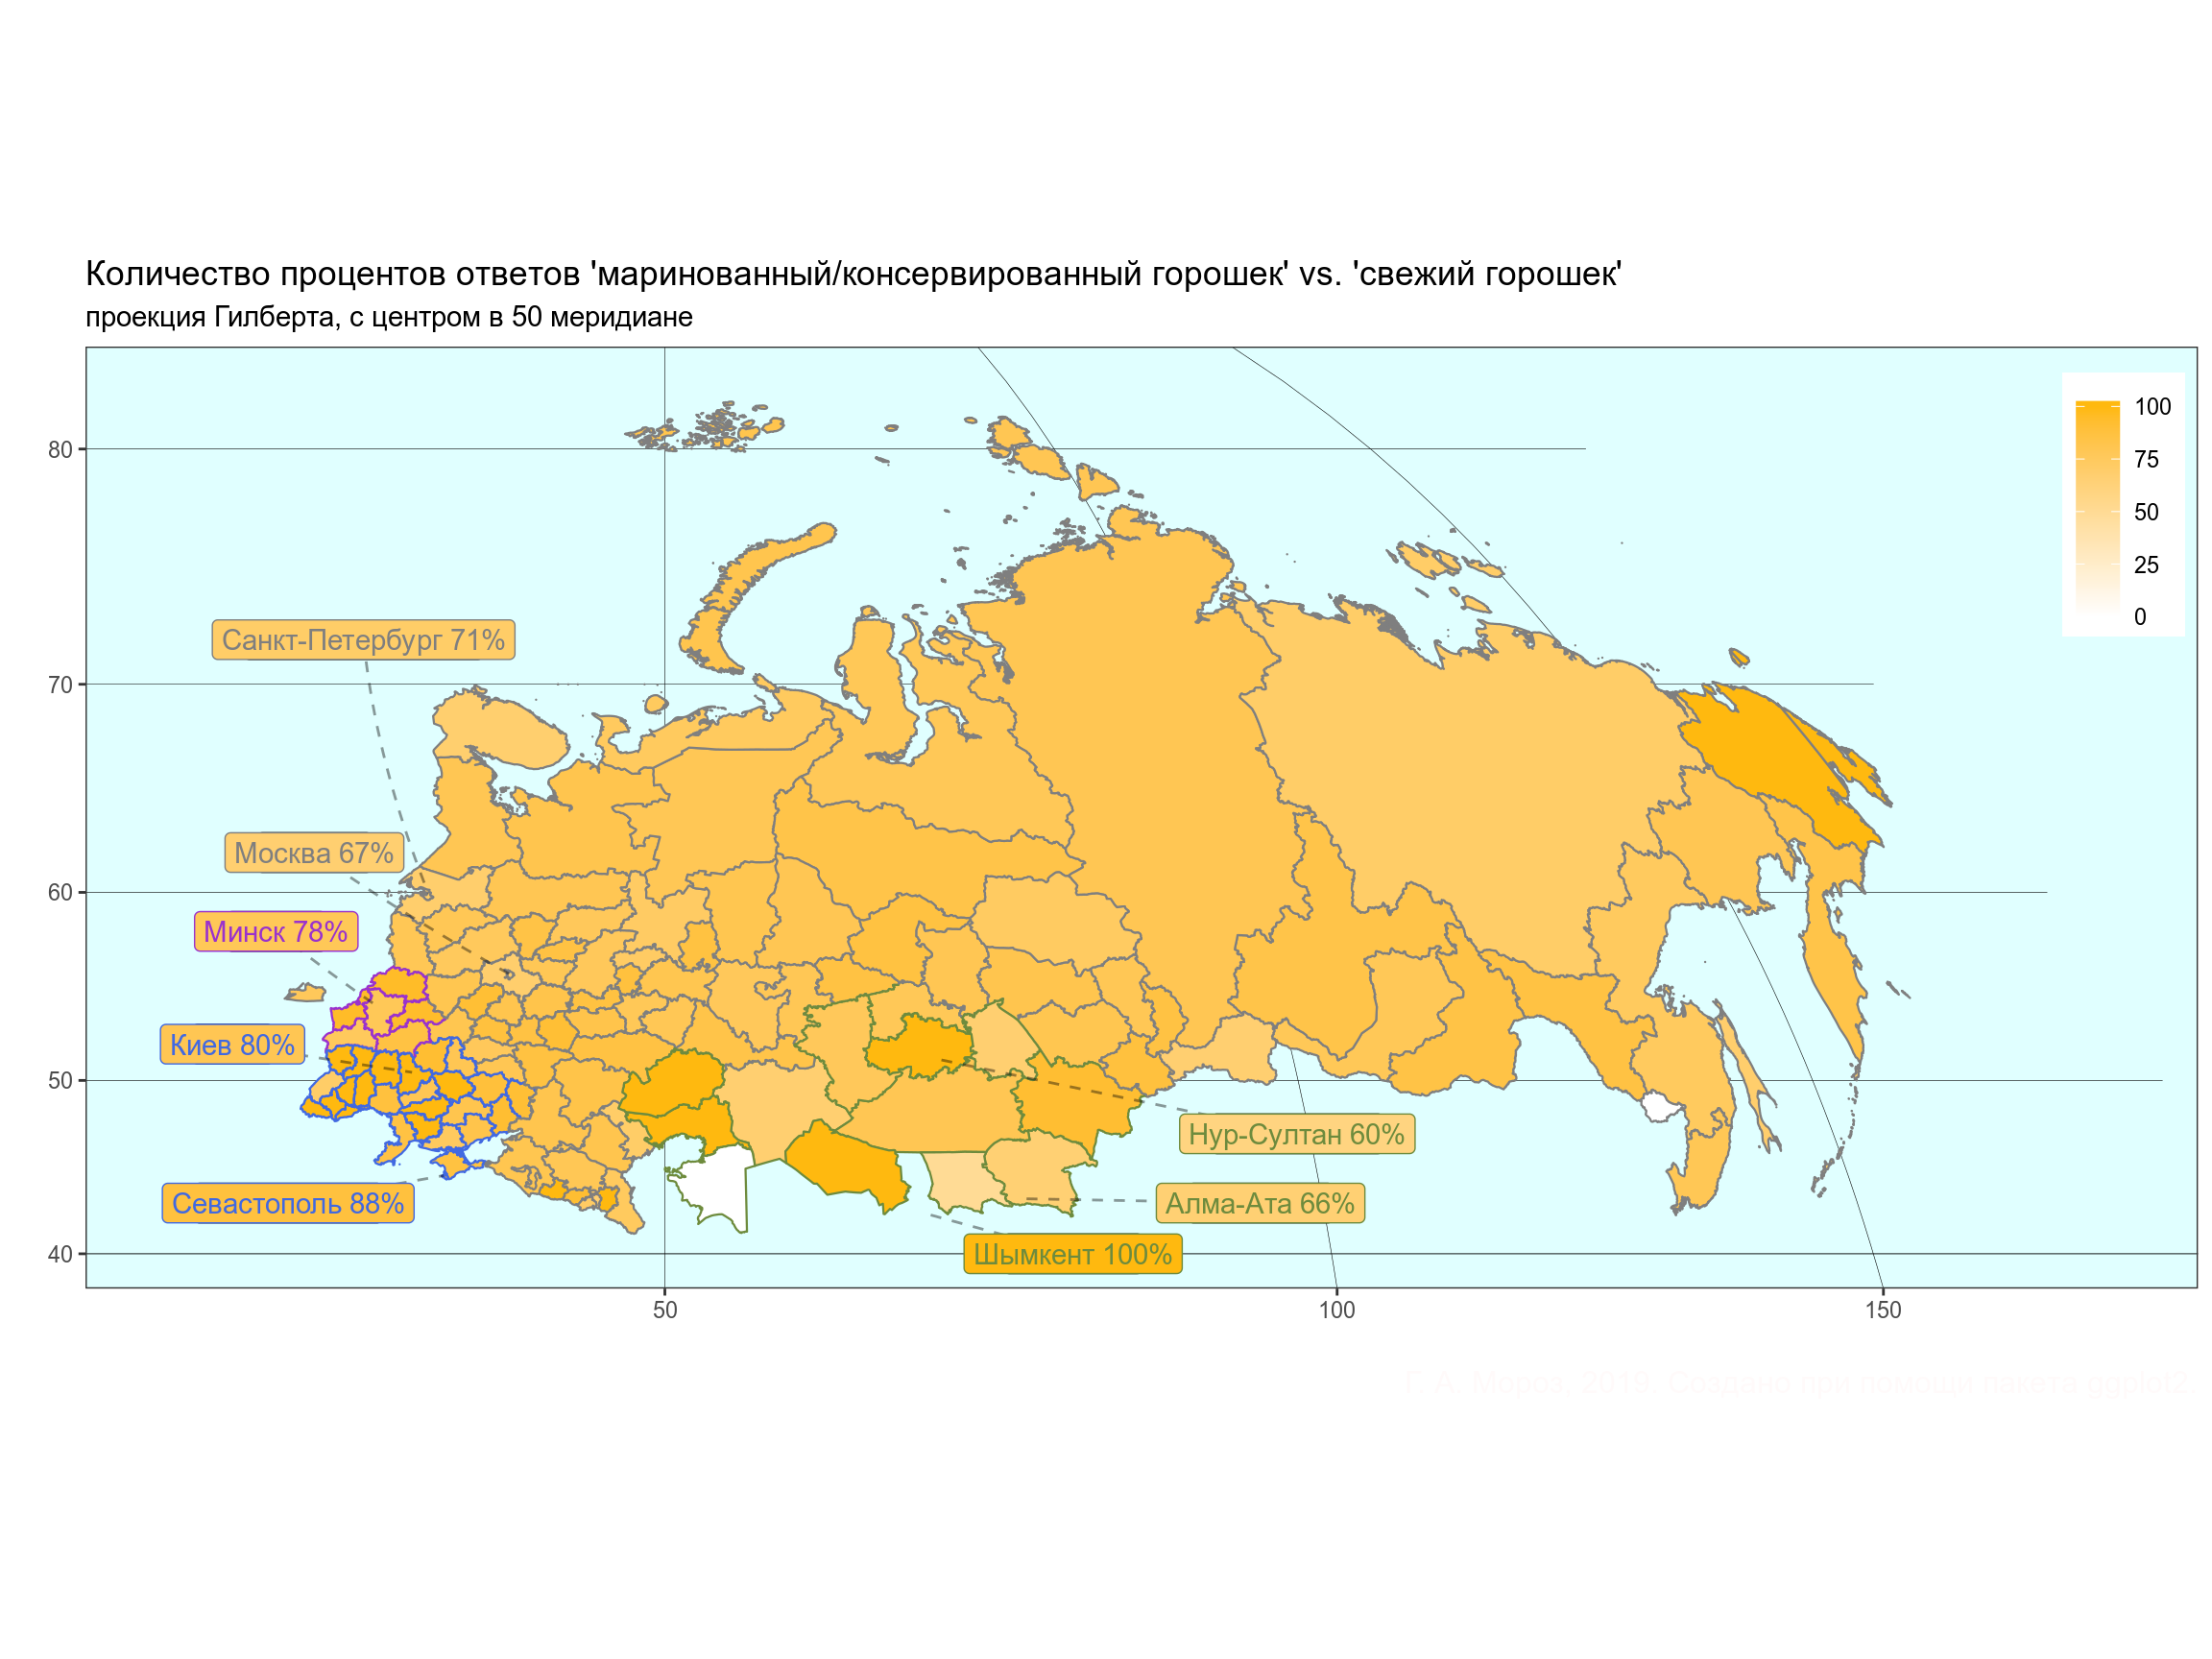 Количество процентов ответов 'маринованный/консервированный горошек' vs. 'свежий горошек'
проекция Гилберта, с центром в 50 меридиане
100
75
50
25
0
80
70
60
50
40
Санкт-Петербург 71%
Москва 67%
Минск 78%
Киев 80%
Севастополь 88%
Нур-Султан 60%
Алма-Ата 66%
Шымкент 100%
50
100
150
Г. А. Мороз, 2019. Создано при помощи пакета ggplot2.